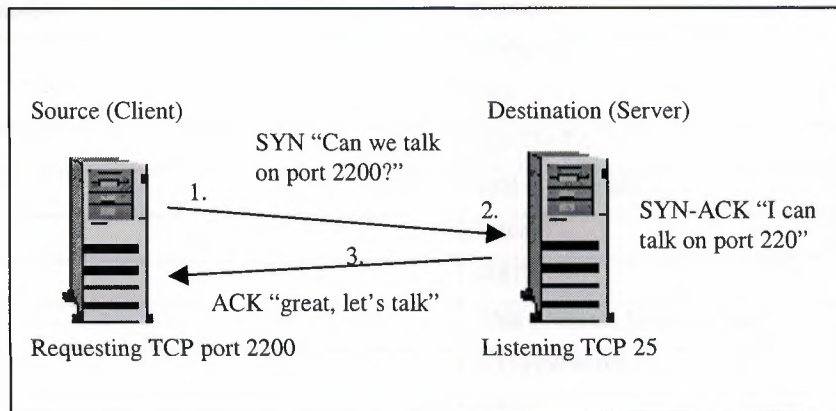 Source (Client)
Destination (Server)
SYN “Can we talk
on port 2200?”
1.
2.
SYN-ACK “I can
talk on port 220”
3.
ACK “great, let’s talk”
Requesting TCP port 2200
Listening TCP 25